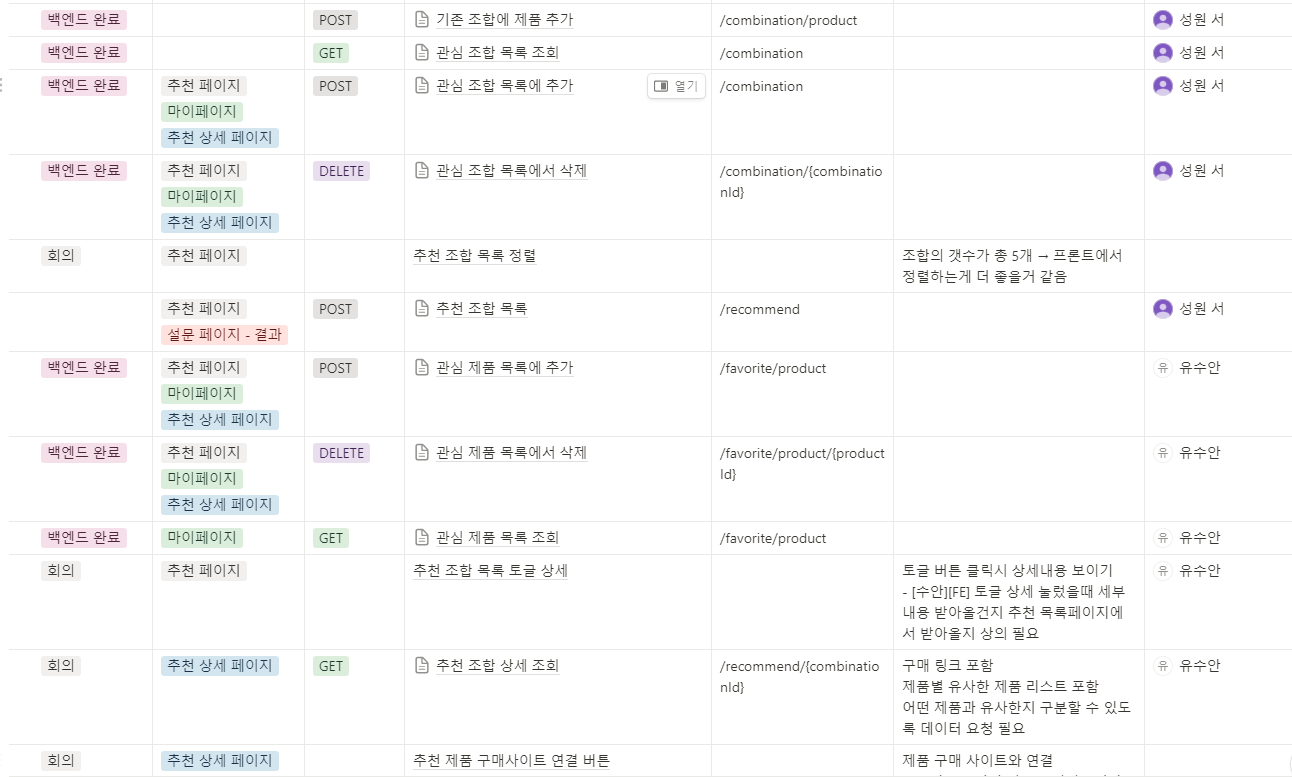 백엔드 완료 POST 기존 조합에 제품 추가 /combination/product 성원 서
백엔드 완료 GET 관심 조합 목록 조회 /combination 성원 서
백엔드 완료 추천 페이지 POST 관심 조합 목록에 추가 열기 /combination 성원 서
마이페이지
추천 상세 페이지
백엔드 완료 추천 페이지 DELETE 관심 조합 목록에서 삭제 /combination/{combinatio 성원 서
마이페이지 nId}
추천 상세 페이지
회의 추천 페이지 추천 조합 목록 정렬 조합의 갯수가 총 5개 → 프론트에서
정렬하는게 더 좋을거 같음
추천 페이지 POST 추천 조합 목록 /recommend 성원 서
설문 페이지 - 결과
백엔드 완료 추천 페이지 POST 관심 제품 목록에 추가 /favorite/product 유 유수안
마이페이지
추천 상세 페이지
백엔드 완료 추천 페이지 DELETE 관심 제품 목록에서 삭제 /favorite/product/{product 유 유수안
마이페이지 Id}
추천 상세 페이지
백엔드 완료 마이페이지 GET 관심 제품 목록 조회 /favorite/product 유 유수안
회의 추천 페이지 추천 조합 목록 토글 상세 토글 버튼 클릭시 상세내용 보이기 유 유수안
- [수안][FE] 토글 상세 눌렀을때 세부
내용 받아올건지 추천 목록페이지에
서 받아올지 상의 필요
회의 추천 상세 페이지 GET 추천 조합 상세 조회 /recommend/{combinatio 구매 링크 포함 유 유수안
nId} 제품별 유사한 제품 리스트 포함
어떤 제품과 유사한지 구분할 수 있도
록 데이터 요청 필요
회의 추천 상세 페이지 추천 제품 구매사이트 연결 버튼 제품 구매 사이트와 연결